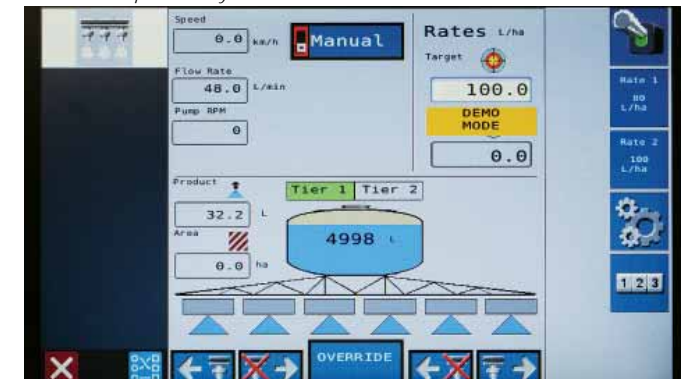 Speed
0.0 km/h
Manual
Flow Rate
48.0 L/min
Pump RPM
0
Rates L/ha
Target
100.0
DEMO
MODE
0.0
Product
32.2 L
Area
0.0 ha
Tier 1 Tier 2
4998 L
OVERRIDE
Rate 1
80
L/ha
Rate 2
100
L/ha
1 2 3